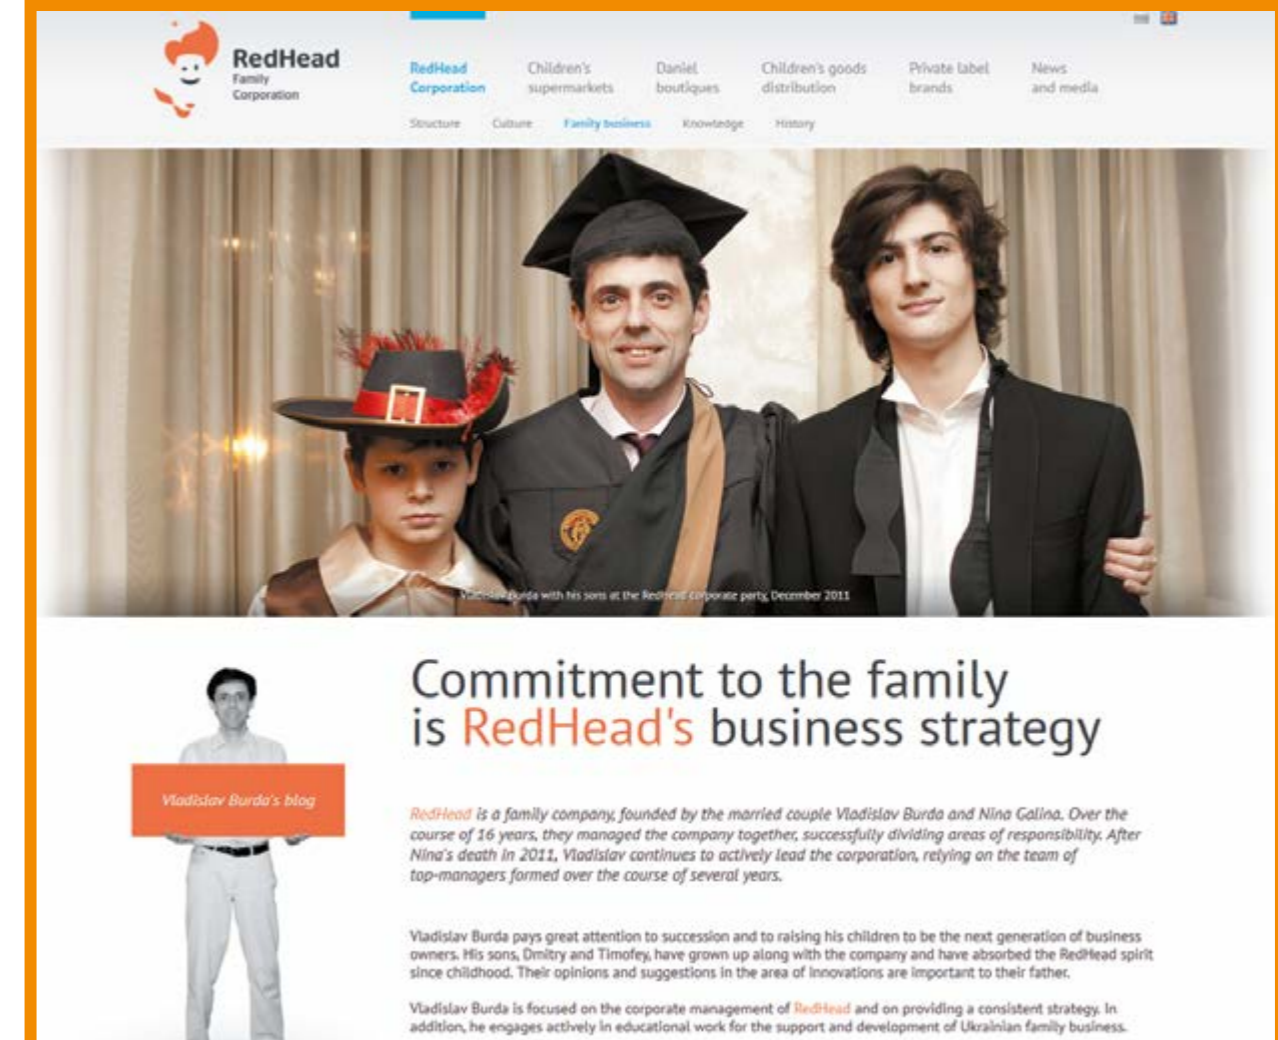 RedHead
Family
Corporation
RedHead
Corporation
Children's
supermarkets
Daniel
boutiques
Children's goods
distribution
Private label
brands
News
and media
Structure
Culture
Family business
Knowledge
History
Vladislav Burda with his sons at the RedHead corporate party, December 2011
Commitment to the family
is RedHead's business strategy
Vladislav Burda's blog
RedHead is a family company, founded by the married couple Vladislav Burda and Nina Galina. Over the
course of 16 years, they managed the company together, successfully dividing areas of responsibility. After
Nina's death in 2011, Vladislav continues to actively lead the corporation, relying on the team of
top-managers formed over the course of several years.
Vladislav Burda pays great attention to succession and to raising his children to be the next generation of business
owners. His sons, Dmitry and Timofey, have grown up along with the company and have absorbed the RedHead spirit
since childhood. Their opinions and suggestions in the area of innovations are important to their father.
Vladislav Burda is focused on the corporate management of RedHead and on providing a consistent strategy. In
addition, he engages actively in educational work for the support and development of Ukrainian family business.